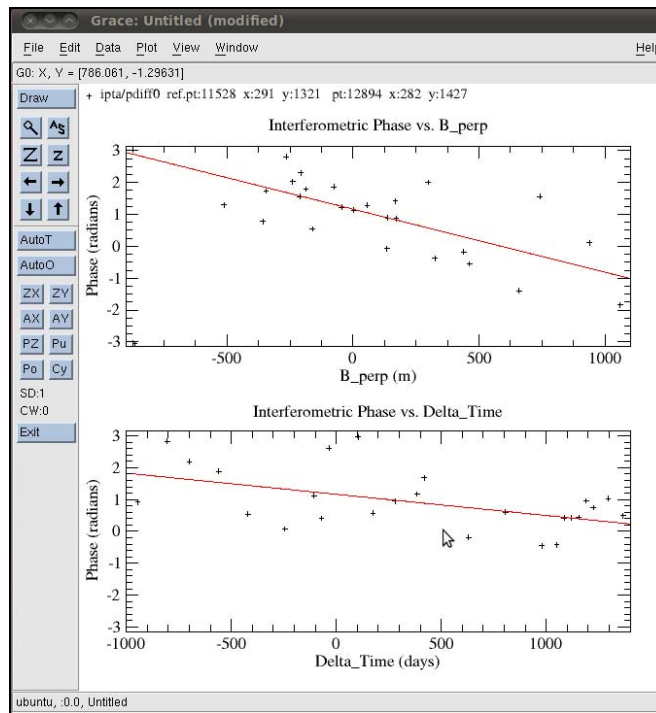 Grace: Untitled (modified)
File Edit Data Plot View Window Help
G0: X, Y = [786.061, -1.29631]
Draw
+ ipta/pdiff0 ref.pt:11528 x:291 y:1321 pt:12894 x:282 y:1427
A S
Z z
AutoT
AutoO
ZX ZY
AX AY
PZ Pu
Po Cy
SD:1
CW:0
Exit
Interferometric Phase vs. B_perp
Phase (radians)
3
2
1
0
-1
-2
-3
-500 0 500 1000
B_perp (m)
Interferometric Phase vs. Delta_Time
Phase (radians)
3
2
1
0
-1
-2
-3
-1000 -500 0 500 1000
Delta_Time (days)
ubuntu, :0.0, Untitled